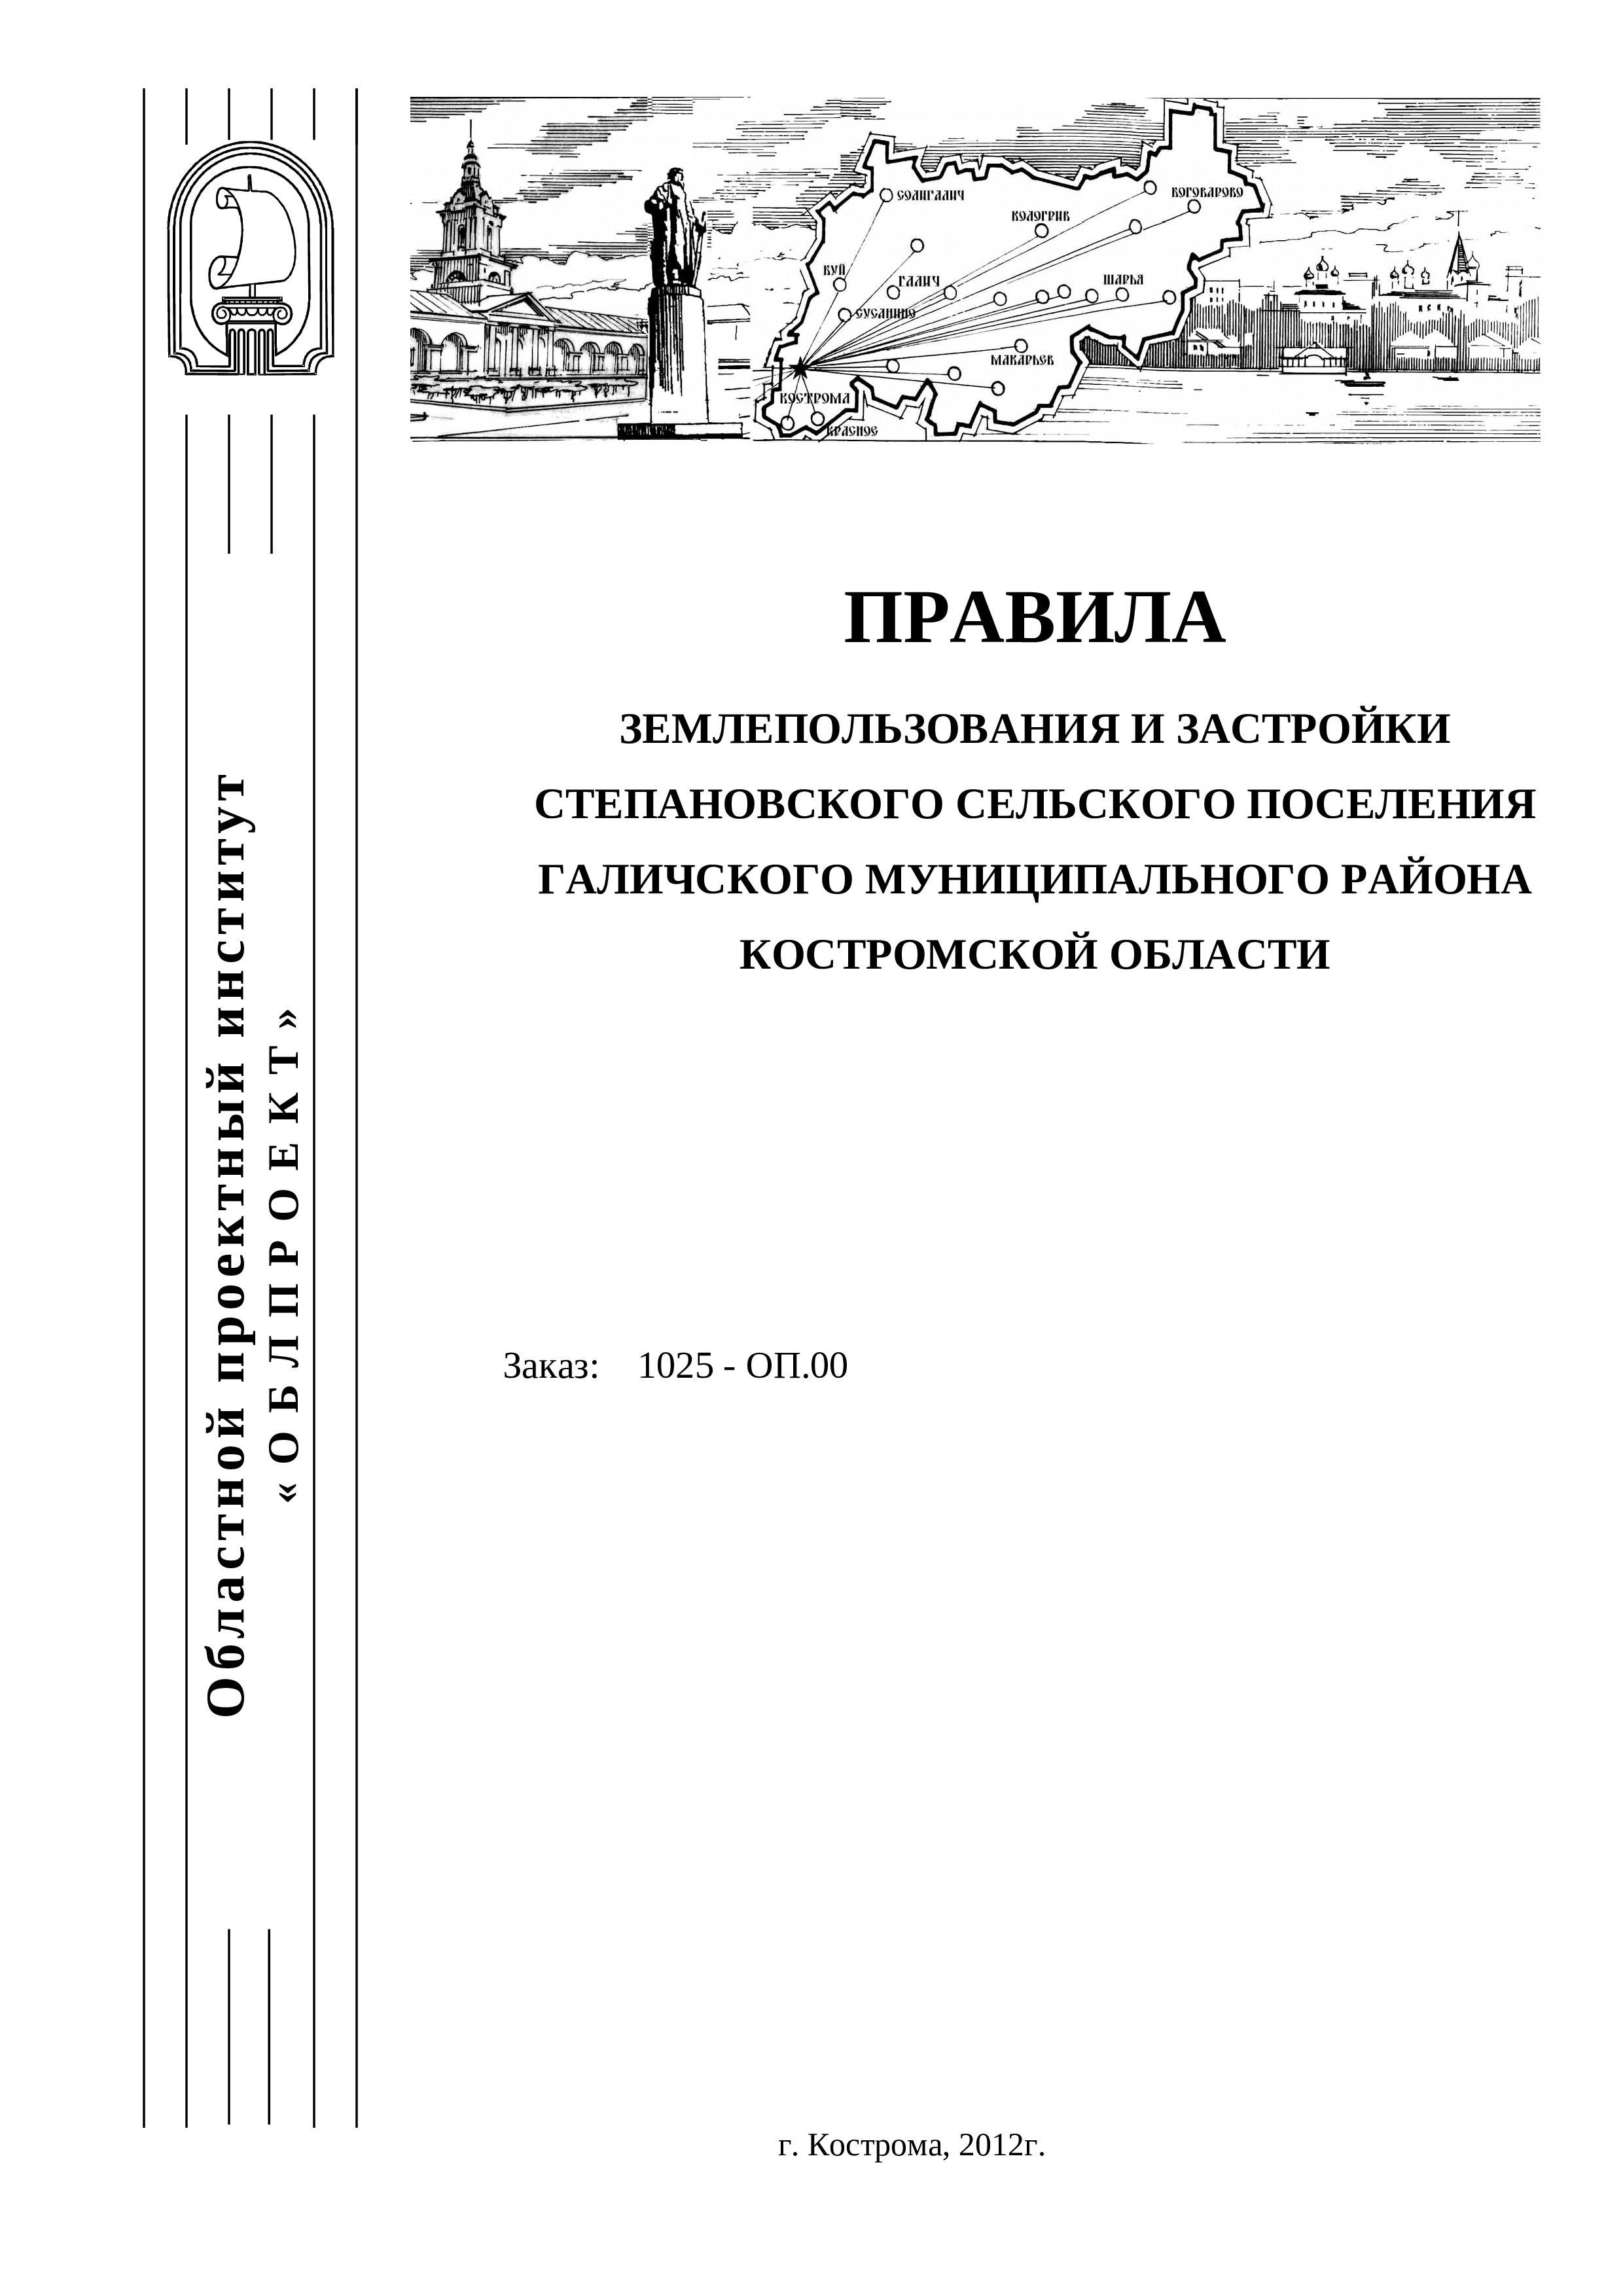 СОЛИГАЛИЧ
КОЛОГРИВ
БОГОВАРОВО
БУЙ
ГАЛИЧ
ШАРЬЯ
СУСАНИНО
МАКАРЬЕВ
КОСТРОМА
КРАСНОЕ
ПРАВИЛА
ЗЕМЛЕПОЛЬЗОВАНИЯ И ЗАСТРОЙКИ
СТЕПАНОВСКОГО СЕЛЬСКОГО ПОСЕЛЕНИЯ
ГАЛИЧСКОГО МУНИЦИПАЛЬНОГО РАЙОНА
КОСТРОМСКОЙ ОБЛАСТИ
Областной проектный институт
«ОБЛПРОЕКТ»
Заказ: 1025 - ОП.00
г. Кострома, 2012г.